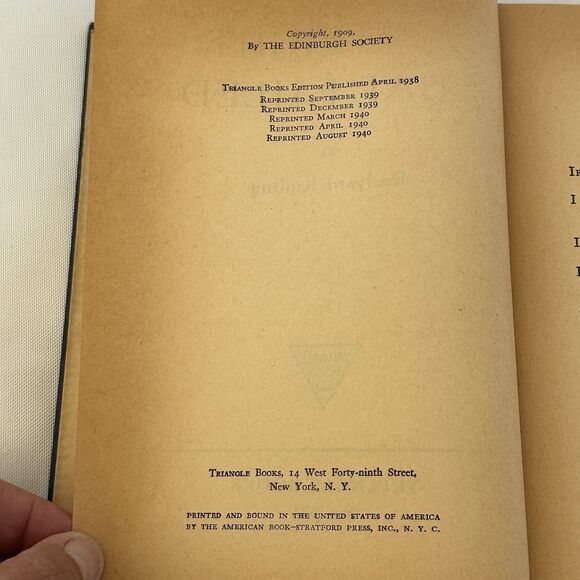 Copyright, 1909,
By THE EDINBURGH SOCIETY
TRIANGLE BOOKS EDITION PUBLISHED APRIL 1938
REPRINTED SEPTEMBER 1939
REPRINTED DECEMBER 1939
REPRINTED MARCH 1940
REPRINTED APRIL 1940
REPRINTED AUGUST 1940
TRIANGLE BOOKS, 14 West Forty-ninth Street,
New York, N. Y.
PRINTED AND BOUND IN THE UNITED STATES OF AMERICA
BY THE AMERICAN BOOK—STRATFORD PRESS, INC., N. Y. C.
I
I